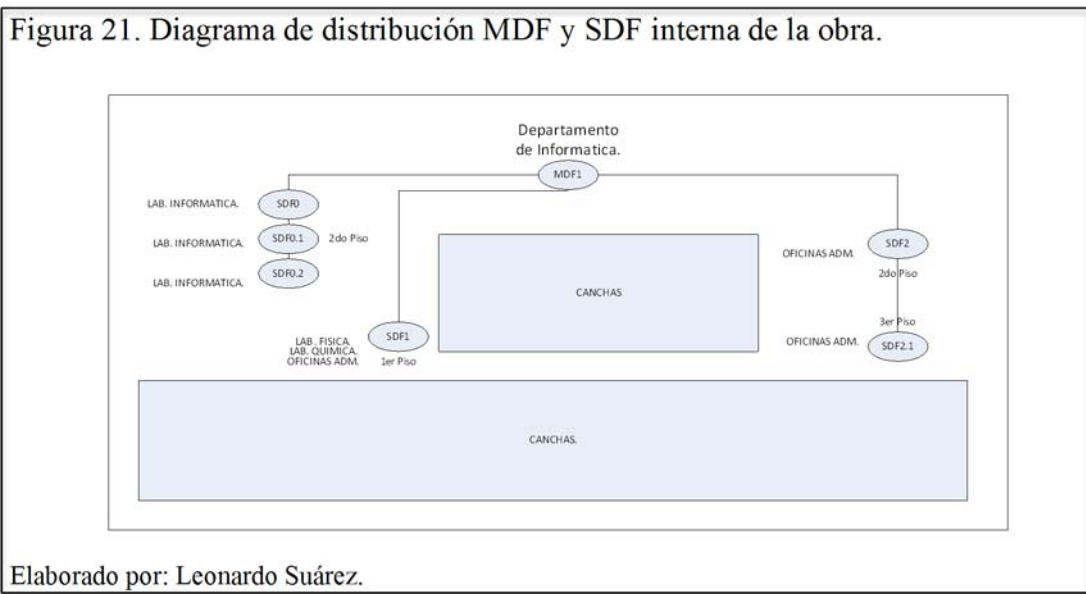 Figura 21. Diagrama de distribución MDF y SDF interna de la obra.
Departamento
de Informatica.
MDF1
LAB. INFORMATICA.
SDF0
LAB. INFORMATICA.
SDF0.1
2do Piso
LAB. INFORMATICA.
SDF0.2
OFICINAS ADM.
SDF2
2do Piso
CANCHAS
LAB. FISICA.
LAB. QUIMICA.
OFICINAS ADM.
SDF1
1er Piso
3er Piso
OFICINAS ADM.
SDF2.1
CANCHAS.
Elaborado por: Leonardo Suárez.